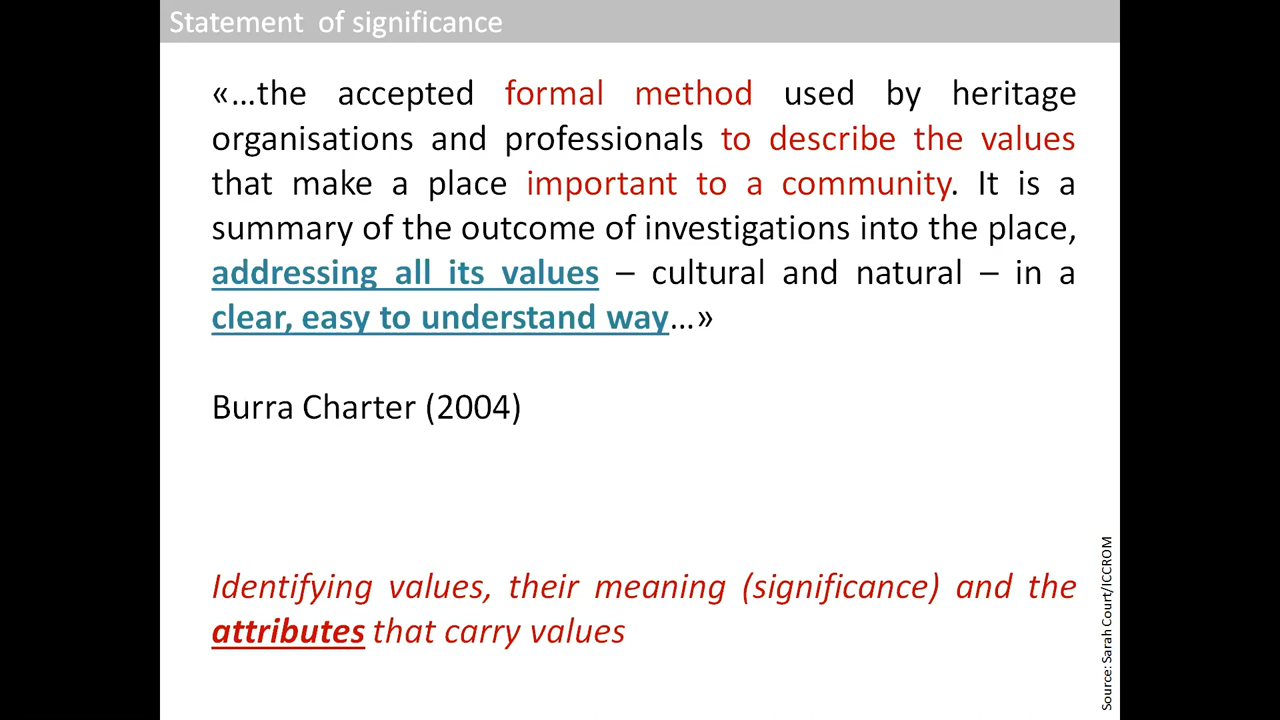 Statement  of significance
«…the accepted formal method used by heritage
organisations and professionals to describe the values
that make a place important to a community. It is a
summary of the outcome of investigations into the place,
addressing all its values – cultural and natural – in a
clear, easy to understand way…»
Burra Charter (2004)
Identifying values, their meaning (significance) and the
attributes that carry values
Source: Sarah Court/ICCROM